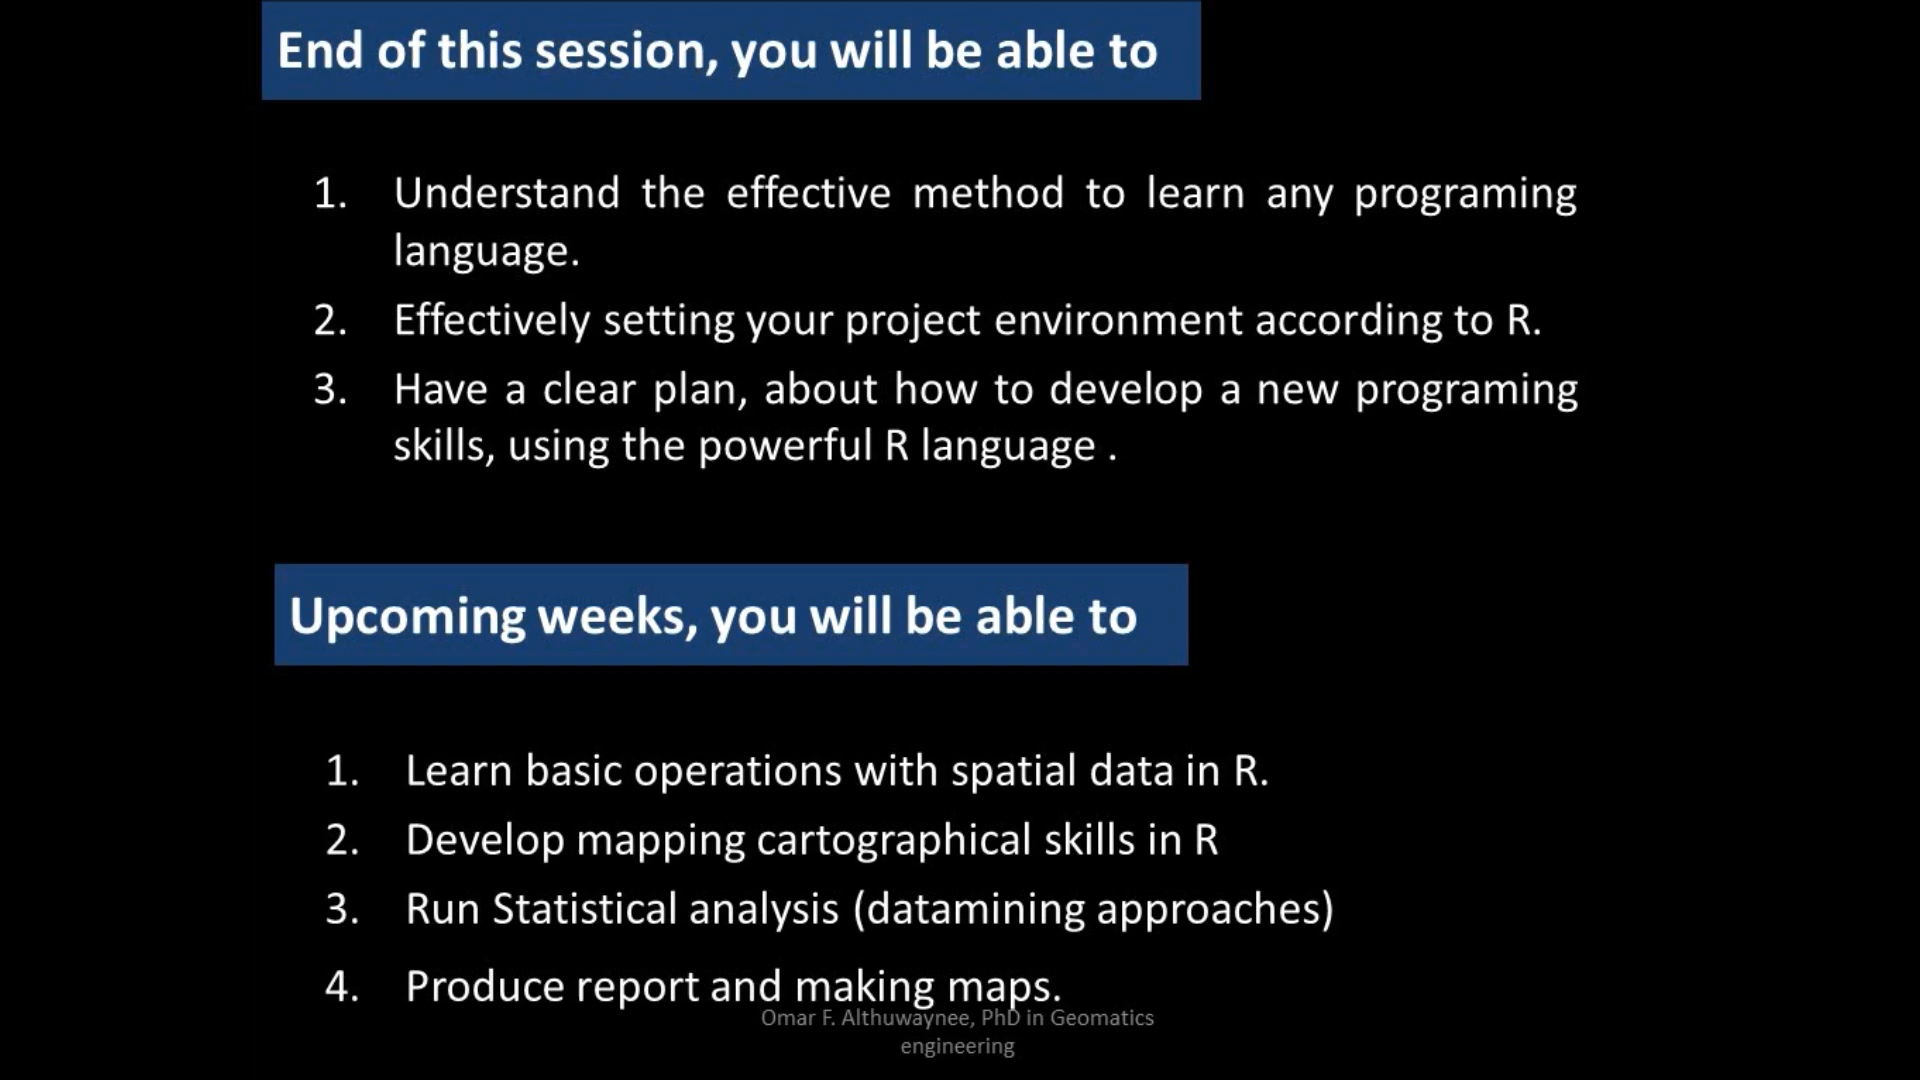 End of this session, you will be able to
1. Understand the effective method to learn any programing
language.
2. Effectively setting your project environment according to R.
3. Have a clear plan, about how to develop a new programing
skills, using the powerful R language .
Upcoming weeks, you will be able to
1. Learn basic operations with spatial data in R.
2. Develop mapping cartographical skills in R
3. Run Statistical analysis (datamining approaches)
4. Produce report and making maps.
Omar F. Althuwaynee, PhD in Geomatics
engineering